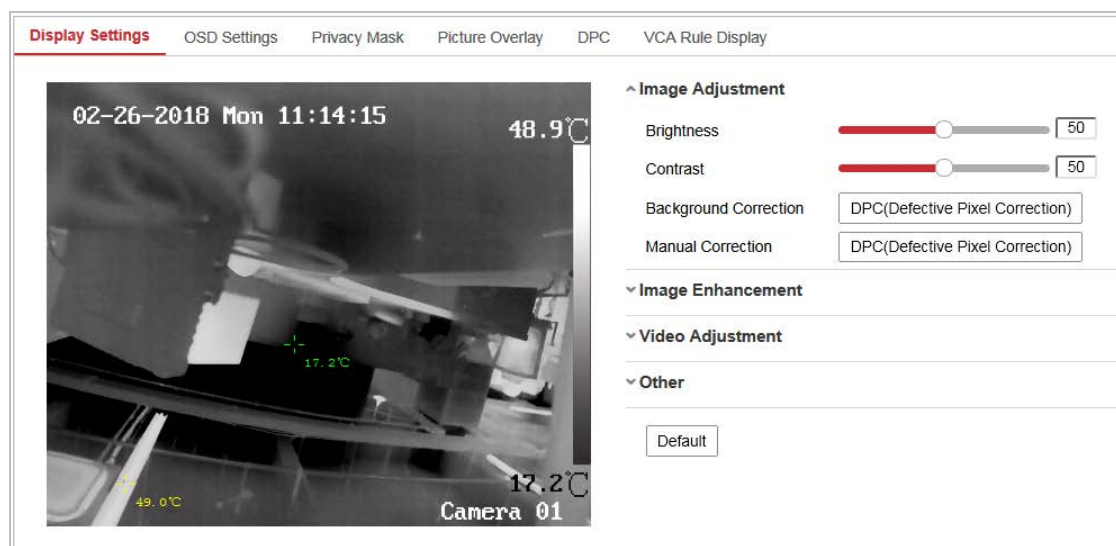 Display Settings OSD Settings Privacy Mask Picture Overlay DPC VCA Rule Display
02-26-2018 Mon 11:14:15
48.9℃
17.2℃
49.0℃
17.2℃
Camera 01
Image Adjustment
Brightness 50
Contrast 50
Background Correction DPC(Defective Pixel Correction)
Manual Correction DPC(Defective Pixel Correction)
Image Enhancement
Video Adjustment
Other
Default